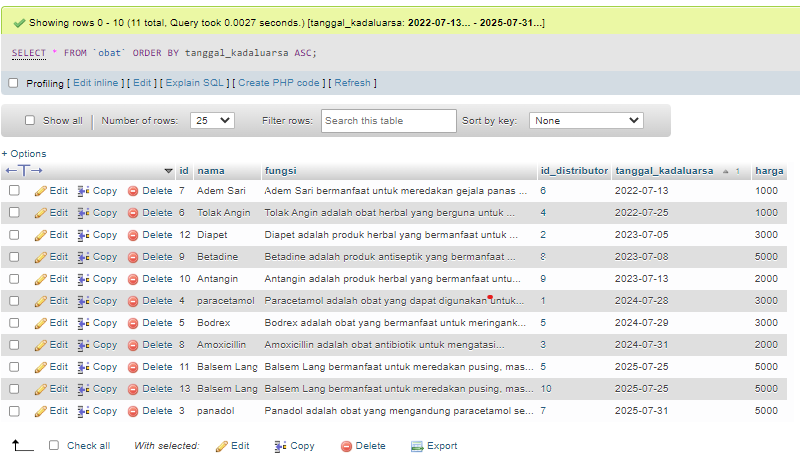 Showing rows 0 - 10 (11 total, Query took 0.0027 seconds.) [tanggal_kadaluarsa: 2022-07-13... - 2025-07-31...]
SELECT * FROM `obat` ORDER BY tanggal_kadaluarsa ASC;
Profiling [ Edit inline ] [ Edit ] [ Explain SQL ] [ Create PHP code ] [ Refresh ]
Show all | Number of rows: 25 Filter rows: Search this table Sort by key: None
+ Options
←T→ id nama fungsi id_distributor tanggal_kadaluarsa 1 harga
Edit Copy Delete 7 Adem Sari Adem Sari bermanfaat untuk meredakan gejala panas ... 6 2022-07-13 1000
Edit Copy Delete 6 Tolak Angin Tolak Angin adalah obat herbal yang berguna untuk ... 4 2022-07-25 1000
Edit Copy Delete 12 Diapet Diapet adalah produk herbal yang bermanfaat untuk ... 2 2023-07-05 3000
Edit Copy Delete 9 Betadine Betadine adalah produk antiseptik yang bermanfaat ... 8 2023-07-08 5000
Edit Copy Delete 10 Antangin Antangin adalah produk herbal yang bermanfaat untu... 9 2023-07-13 2000
Edit Copy Delete 4 paracetamol Paracetamol adalah obat yang dapat digunakan untuk... 1 2024-07-28 3000
Edit Copy Delete 5 Bodrex Bodrex adalah obat yang bermanfaat untuk meringank... 5 2024-07-29 3000
Edit Copy Delete 8 Amoxicillin Amoxicillin adalah obat antibiotik untuk mengatasi... 3 2024-07-31 2000
Edit Copy Delete 11 Balsem Lang Balsem Lang bermanfaat untuk meredakan pusing, mas... 5 2025-07-25 5000
Edit Copy Delete 13 Balsem Lang Balsem Lang bermanfaat untuk meredakan pusing, mas... 10 2025-07-25 5000
Edit Copy Delete 3 panadol Panadol adalah obat yang mengandung paracetamol se... 7 2025-07-31 5000
Check all With selected: Edit Copy Delete Export